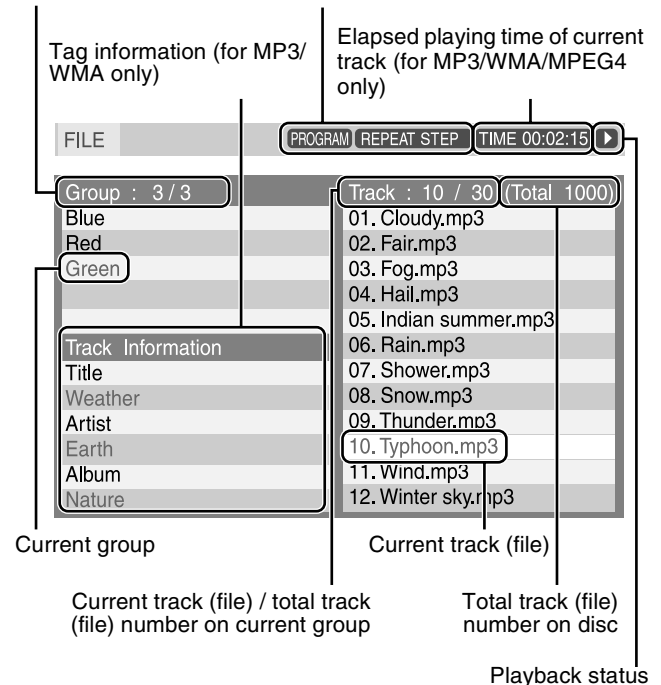 Tag information (for MP3/
WMA only)
Elapsed playing time of current
track (for MP3/WMA/MPEG4
only)
FILE
PROGRAM REPEAT STEP TIME 00:02:15
Group : 3 / 3
Blue
Red
Green
Track Information
Title
Weather
Artist
Earth
Album
Nature
Track : 10 / 30 (Total 1000)
01. Cloudy.mp3
02. Fair.mp3
03. Fog.mp3
04. Hail.mp3
05. Indian summer.mp3
06. Rain.mp3
07. Shower.mp3
08. Snow.mp3
09. Thunder.mp3
10. Typhoon.mp3
11. Wind.mp3
12. Winter sky.mp3
Current group
Current track (file)
Current track (file) / total track
(file) number on current group
Total track (file)
number on disc
Playback status